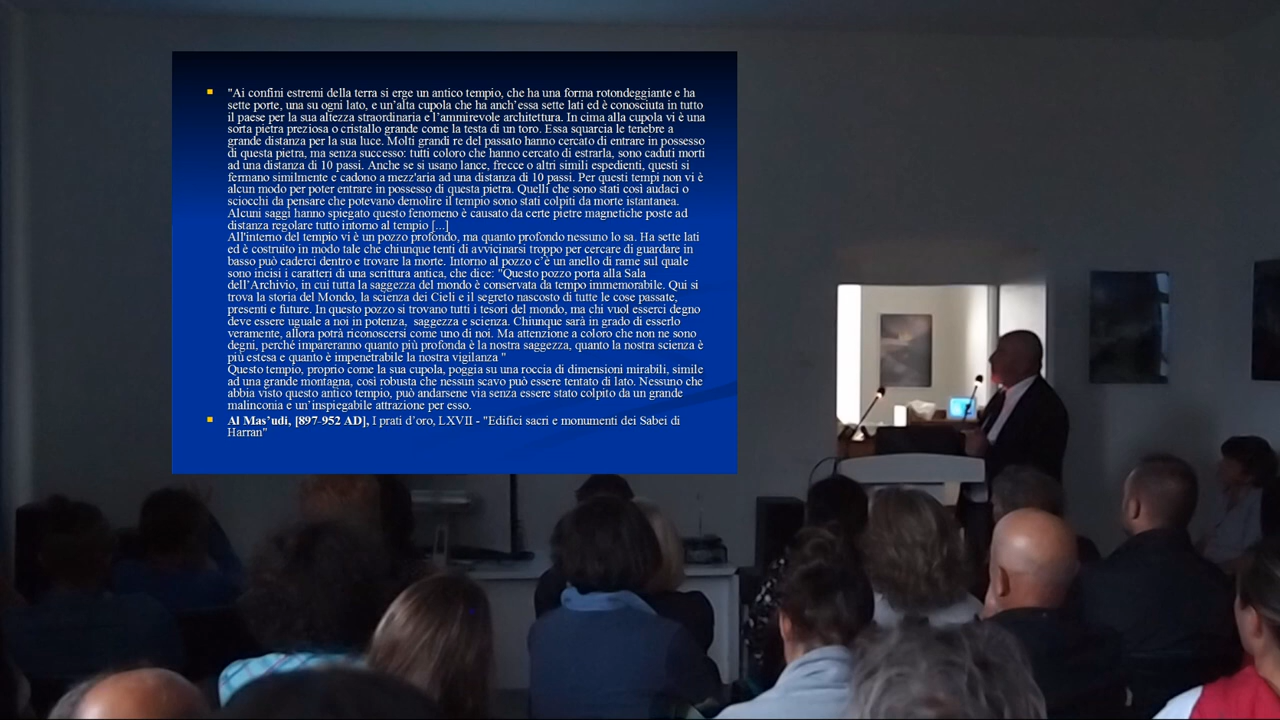 "Ai confini estremi della terra si erge un antico tempio, che ha una forma rotondeggiante e ha
sette porte, una su ogni lato, e un'alta cupola che ha anch'essa sette lati ed è conosciuta in tutto
il paese per la sua altezza straordinaria e l'ammirevole architettura. In cima alla cupola vi è una
sorta pietra preziosa o cristallo grande come la testa di un toro. Essa squarcia le tenebre a
grande distanza per la sua luce. Molti grandi re del passato hanno cercato di entrare in possesso
di questa pietra, ma senza successo: tutti coloro che hanno cercato di estrarla, sono caduti morti
ad una distanza di 10 passi. Anche se si usano lance, frecce o altri simili espedienti, questi si
fermano similmente e cadono a mezz'aria ad una distanza di 10 passi. Per questi tempi non vi è
alcun modo per poter entrare in possesso di questa pietra. Quelli che sono stati così audaci o
sciocchi da pensare che potevano demolire il tempio sono stati colpiti da morte istantanea.
Alcuni saggi hanno spiegato questo fenomeno è causato da certe pietre magnetiche poste ad
distanza regolare tutto intorno al tempio [...]
All'interno del tempio vi è un pozzo profondo, ma quanto profondo nessuno lo sa. Ha sette lati
ed è costruito in modo tale che chiunque tenti di avvicinarsi troppo per cercare di guardare in
basso può caderci dentro e trovare la morte. Intorno al pozzo c'è un anello di rame sul quale
sono incisi i caratteri di una scrittura antica, che dice: "Questo pozzo porta alla Sala
dell'Archivio, in cui tutta la saggezza del mondo è conservata da tempo immemorabile. Qui si
trova la storia del Mondo, la scienza dei Cieli e il segreto nascosto di tutte le cose passate,
presenti e future. In questo pozzo si trovano tutti i tesori del mondo, ma chi vuol esserci degno
deve essere uguale a noi in potenza, saggezza e scienza. Chiunque sarà in grado di esserlo
veramente, allora potrà riconoscersi come uno di noi. Ma attenzione a coloro che non ne sono
degni, perché impareranno quanto più profonda è la nostra saggezza, quanto la nostra scienza è
più estesa e quanto è impenetrabile la nostra vigilanza "
Questo tempio, proprio come la sua cupola, poggia su una roccia di dimensioni mirabili, simile
ad una grande montagna, così robusta che nessun scavo può essere tentato di lato. Nessuno che
abbia visto questo antico tempio, può andarsene via senza essere stato colpito da un grande
malinconia e un'inspiegabile attrazione per esso.
Al Mas'udi, [897-952 AD], I prati d'oro, LXVII - "Edifici sacri e monumenti dei Sabei di
Harran"